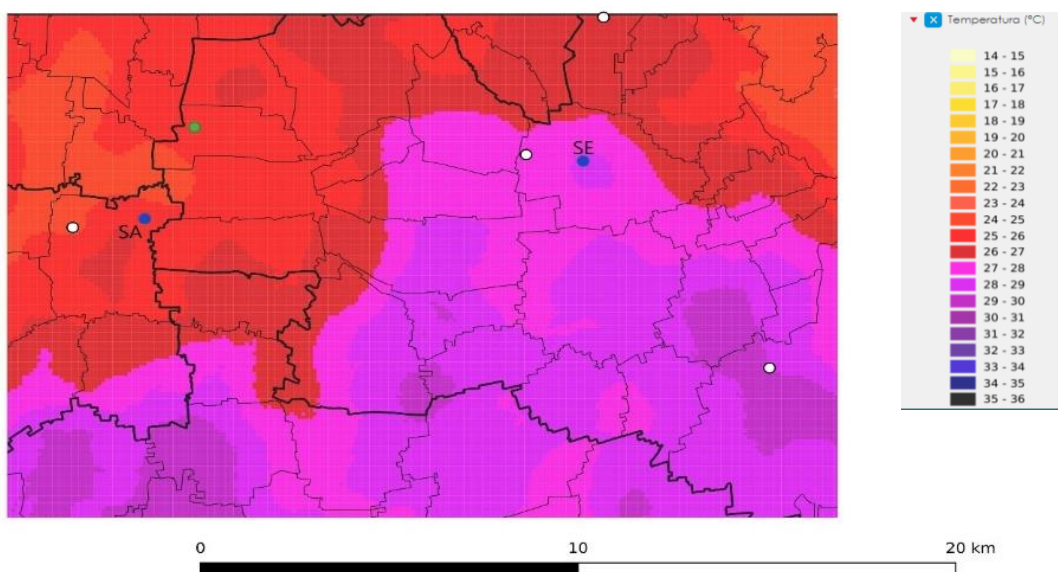 Temperatura (°C)
14 - 15
15 - 16
16 - 17
17 - 18
18 - 19
19 - 20
20 - 21
21 - 22
22 - 23
23 - 24
24 - 25
25 - 26
26 - 27
27 - 28
28 - 29
29 - 30
30 - 31
31 - 32
32 - 33
33 - 34
34 - 35
35 - 36
SE
SA
0 10 20 km